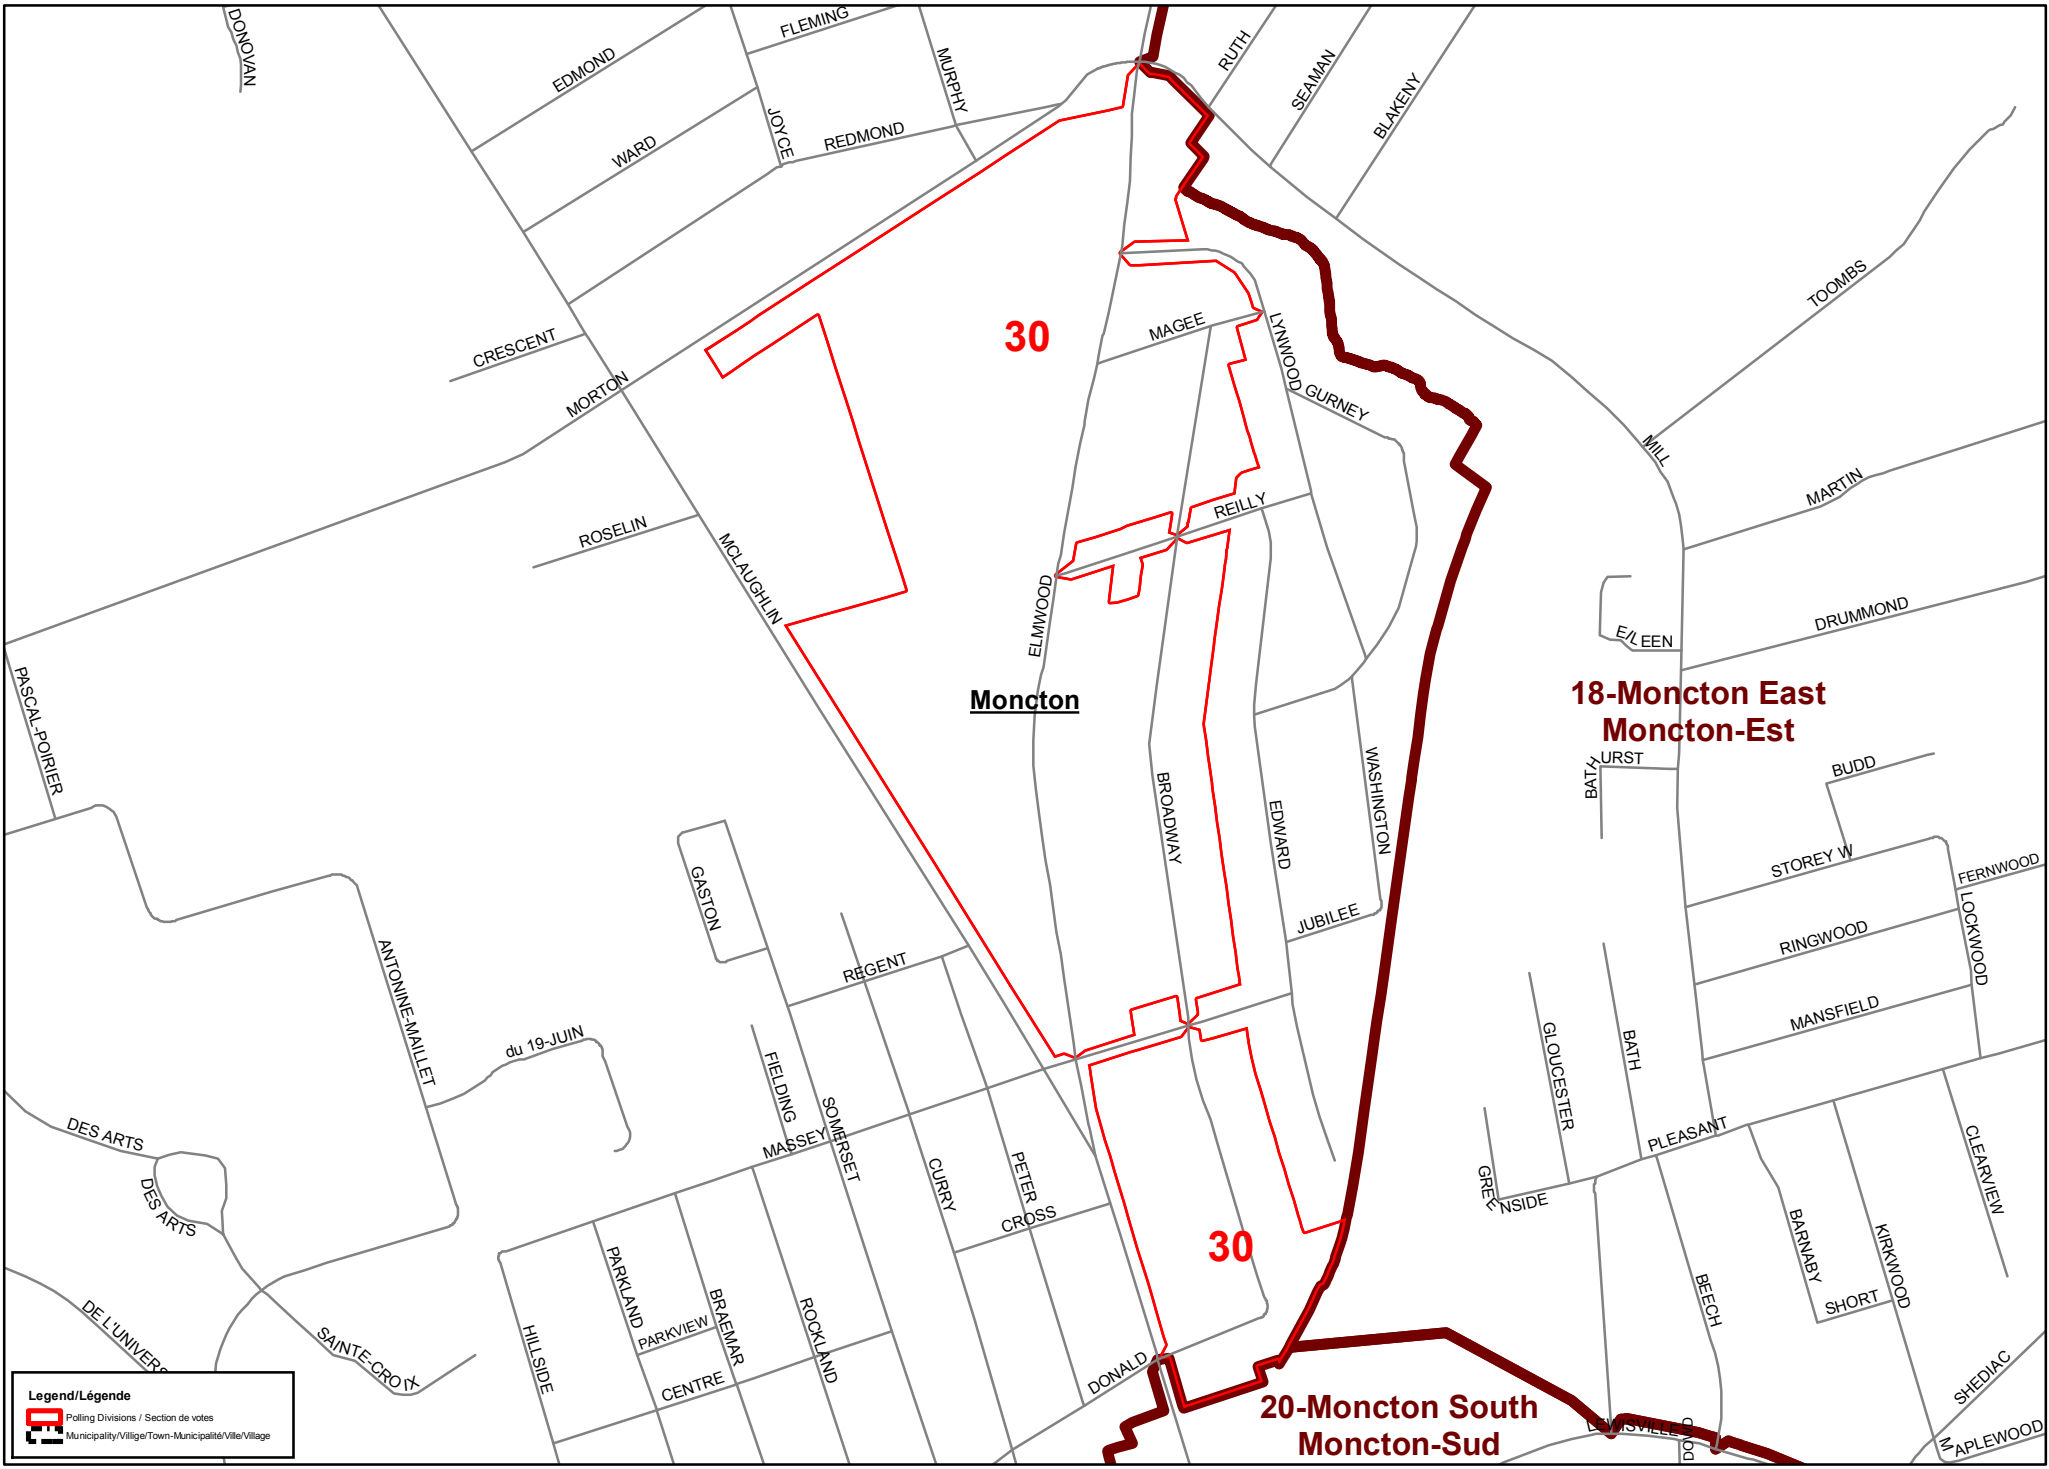 DONOVAN
EDMOND
FLEMING
MURPHY
RUTH
SEAMAN
BLAKENY
WARD
JOYCE
REDMOND
TOOMBS
CRESCENT
30
MAGEE
LYNWOOD
MORTON
GURNEY
MILL
MARTIN
ROSELIN
REILLY
MCLAUGHLIN
ELMWOOD
DRUMMOND
EILEEN
PASCAL-POIRIER
Moncton
18-Moncton East
Moncton-Est
BATHURST
BUDD
WASHINGTON
BROADWAY
EDWARD
STOREY W
FERNWOOD
GASTON
JUBILEE
LOCKWOOD
RINGWOOD
ANTONINE-MAILLET
REGENT
MANSFIELD
du 19-JUIN
GLOUCESTER
BATH
FIELDING
SOMERSET
DES ARTS
MASSEY
PLEASANT
CLEARVIEW
CURRY
PETER
DES ARTS
GREENSIDE
CROSS
30
BARNABY
KIRKWOOD
PARKLAND
BRAEMAR
ROCKLAND
BEECH
SHORT
DE L'UNIVERS
SAINTE-CROIX
HILLSIDE
PARKVIEW
CENTRE
DONALD
SHEDIAC
20-Moncton South
Moncton-Sud
LEWISVILLE
MAPLEWOOD
Legend/Légende
Polling Divisions / Section de votes
Municipality/Villige/Town-Municipalité/Ville/Village